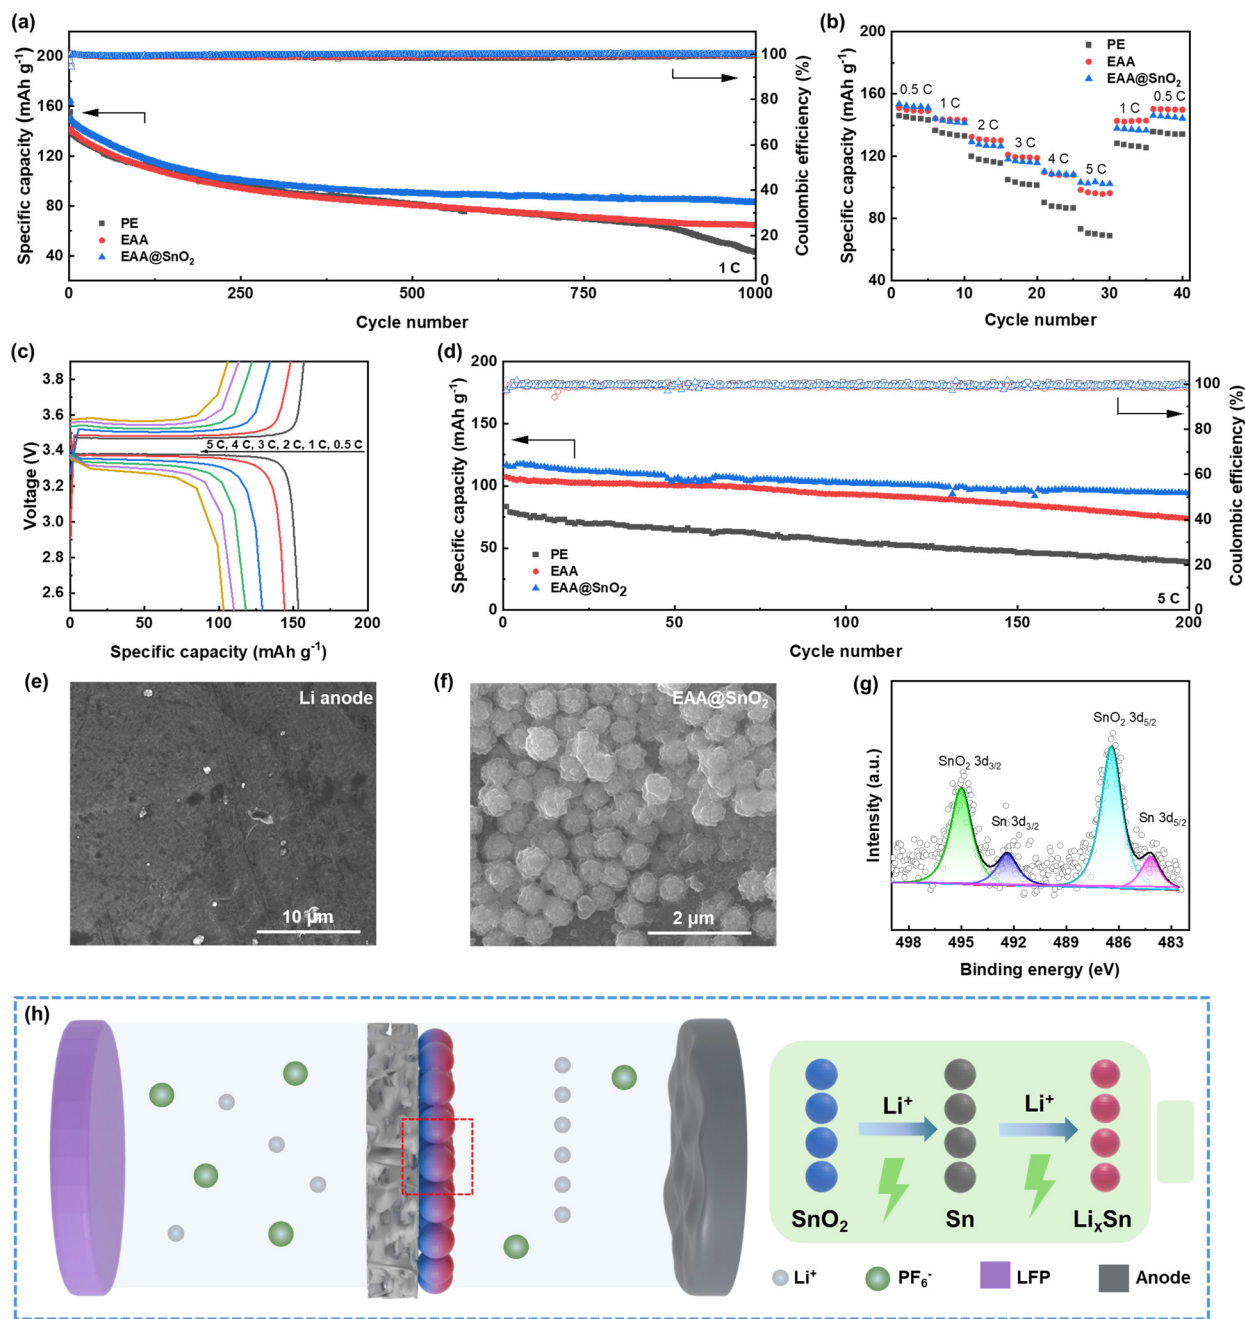 (a)
Specific capacity (mAh g-1)
200
160
120
80
40
PE
EAA
EAA@SnO2
1 C
0
250
500
750
1000
Cycle number
100
80
60
40
20
0
Coulombic efficiency (%)
(b)
Specific capacity (mAh g-1)
200
160
120
80
40
PE
EAA
EAA@SnO2
0.5 C
1 C
2 C
3 C
4 C
5 C
1 C
0.5 C
0
10
20
30
40
Cycle number
(c)
Voltage (V)
3.8
3.6
3.4
3.2
3.0
2.8
2.6
5 C, 4 C, 3 C, 2 C, 1 C, 0.5 C
0
50
100
150
200
Specific capacity (mAh g-1)
(d)
Specific capacity (mAh g-1)
200
150
100
50
0
PE
EAA
EAA@SnO2
5 C
0
50
100
150
200
Cycle number
100
80
60
40
20
0
Coulombic efficiency (%)
(e)
Li anode
10 μm
(f)
EAA@SnO2
2 μm
(g)
Intensity (a.u.)
SnO2 3d3/2
Sn 3d3/2
SnO2 3d5/2
Sn 3d5/2
498
495
492
489
486
483
Binding energy (eV)
(h)
Li+
Li+
SnO2
Sn
LixSn
Li+
PF6-
LFP
Anode